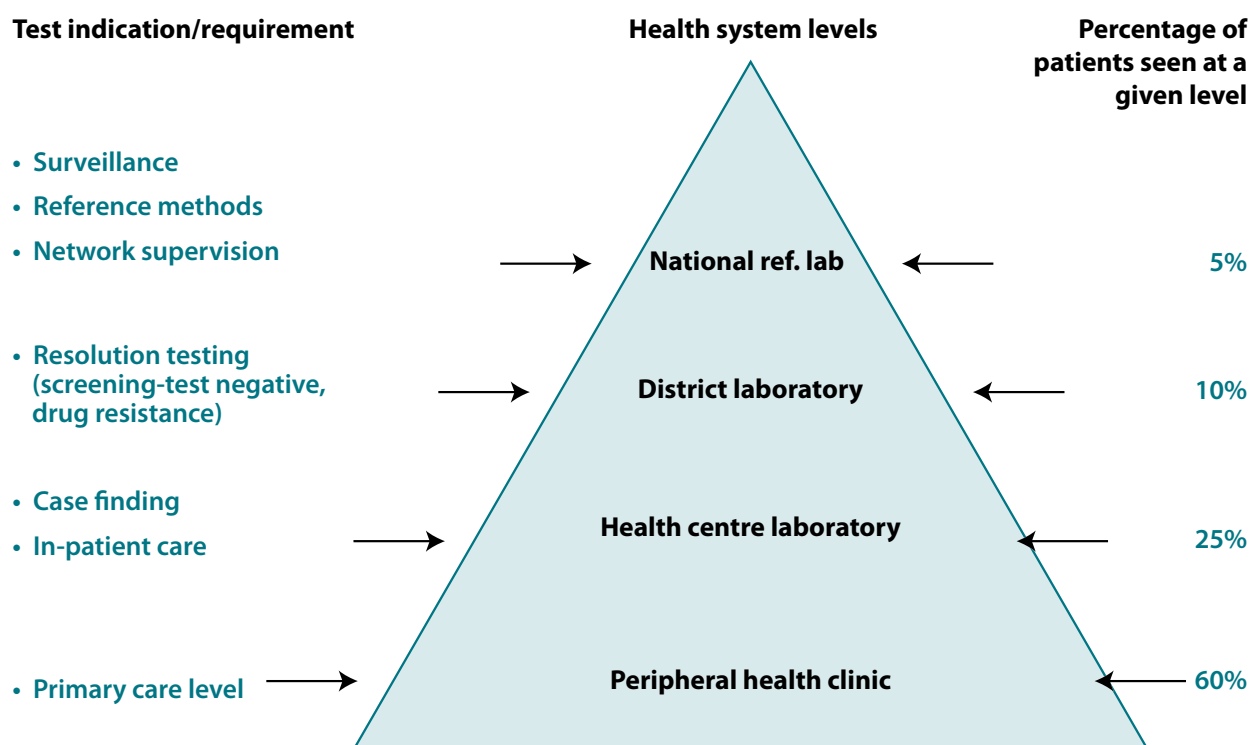 Test indication/requirement
Health system levels
Percentage of
patients seen at a
given level
• Surveillance
• Reference methods
• Network supervision
National ref. lab
5%
• Resolution testing
(screening-test negative,
drug resistance)
District laboratory
10%
• Case finding
• In-patient care
Health centre laboratory
25%
• Primary care level
Peripheral health clinic
60%